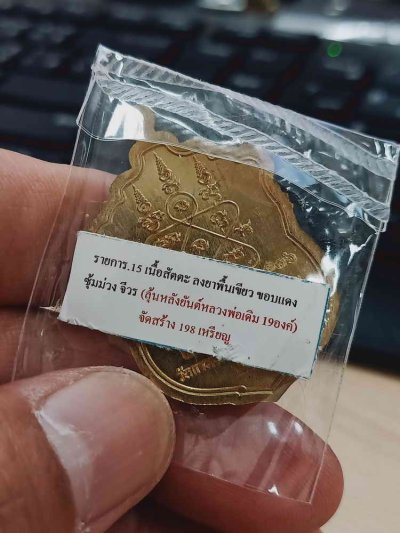 รายการ.15 เนื้อสัตตะ ลงยาพื้นเขียว ขอบแดง
ซุ้มม่วง จีวร (อุ้นหลังยันต์หลวงพ่อเดิม 19องค์)
จัดสร้าง 198 เหรียญ